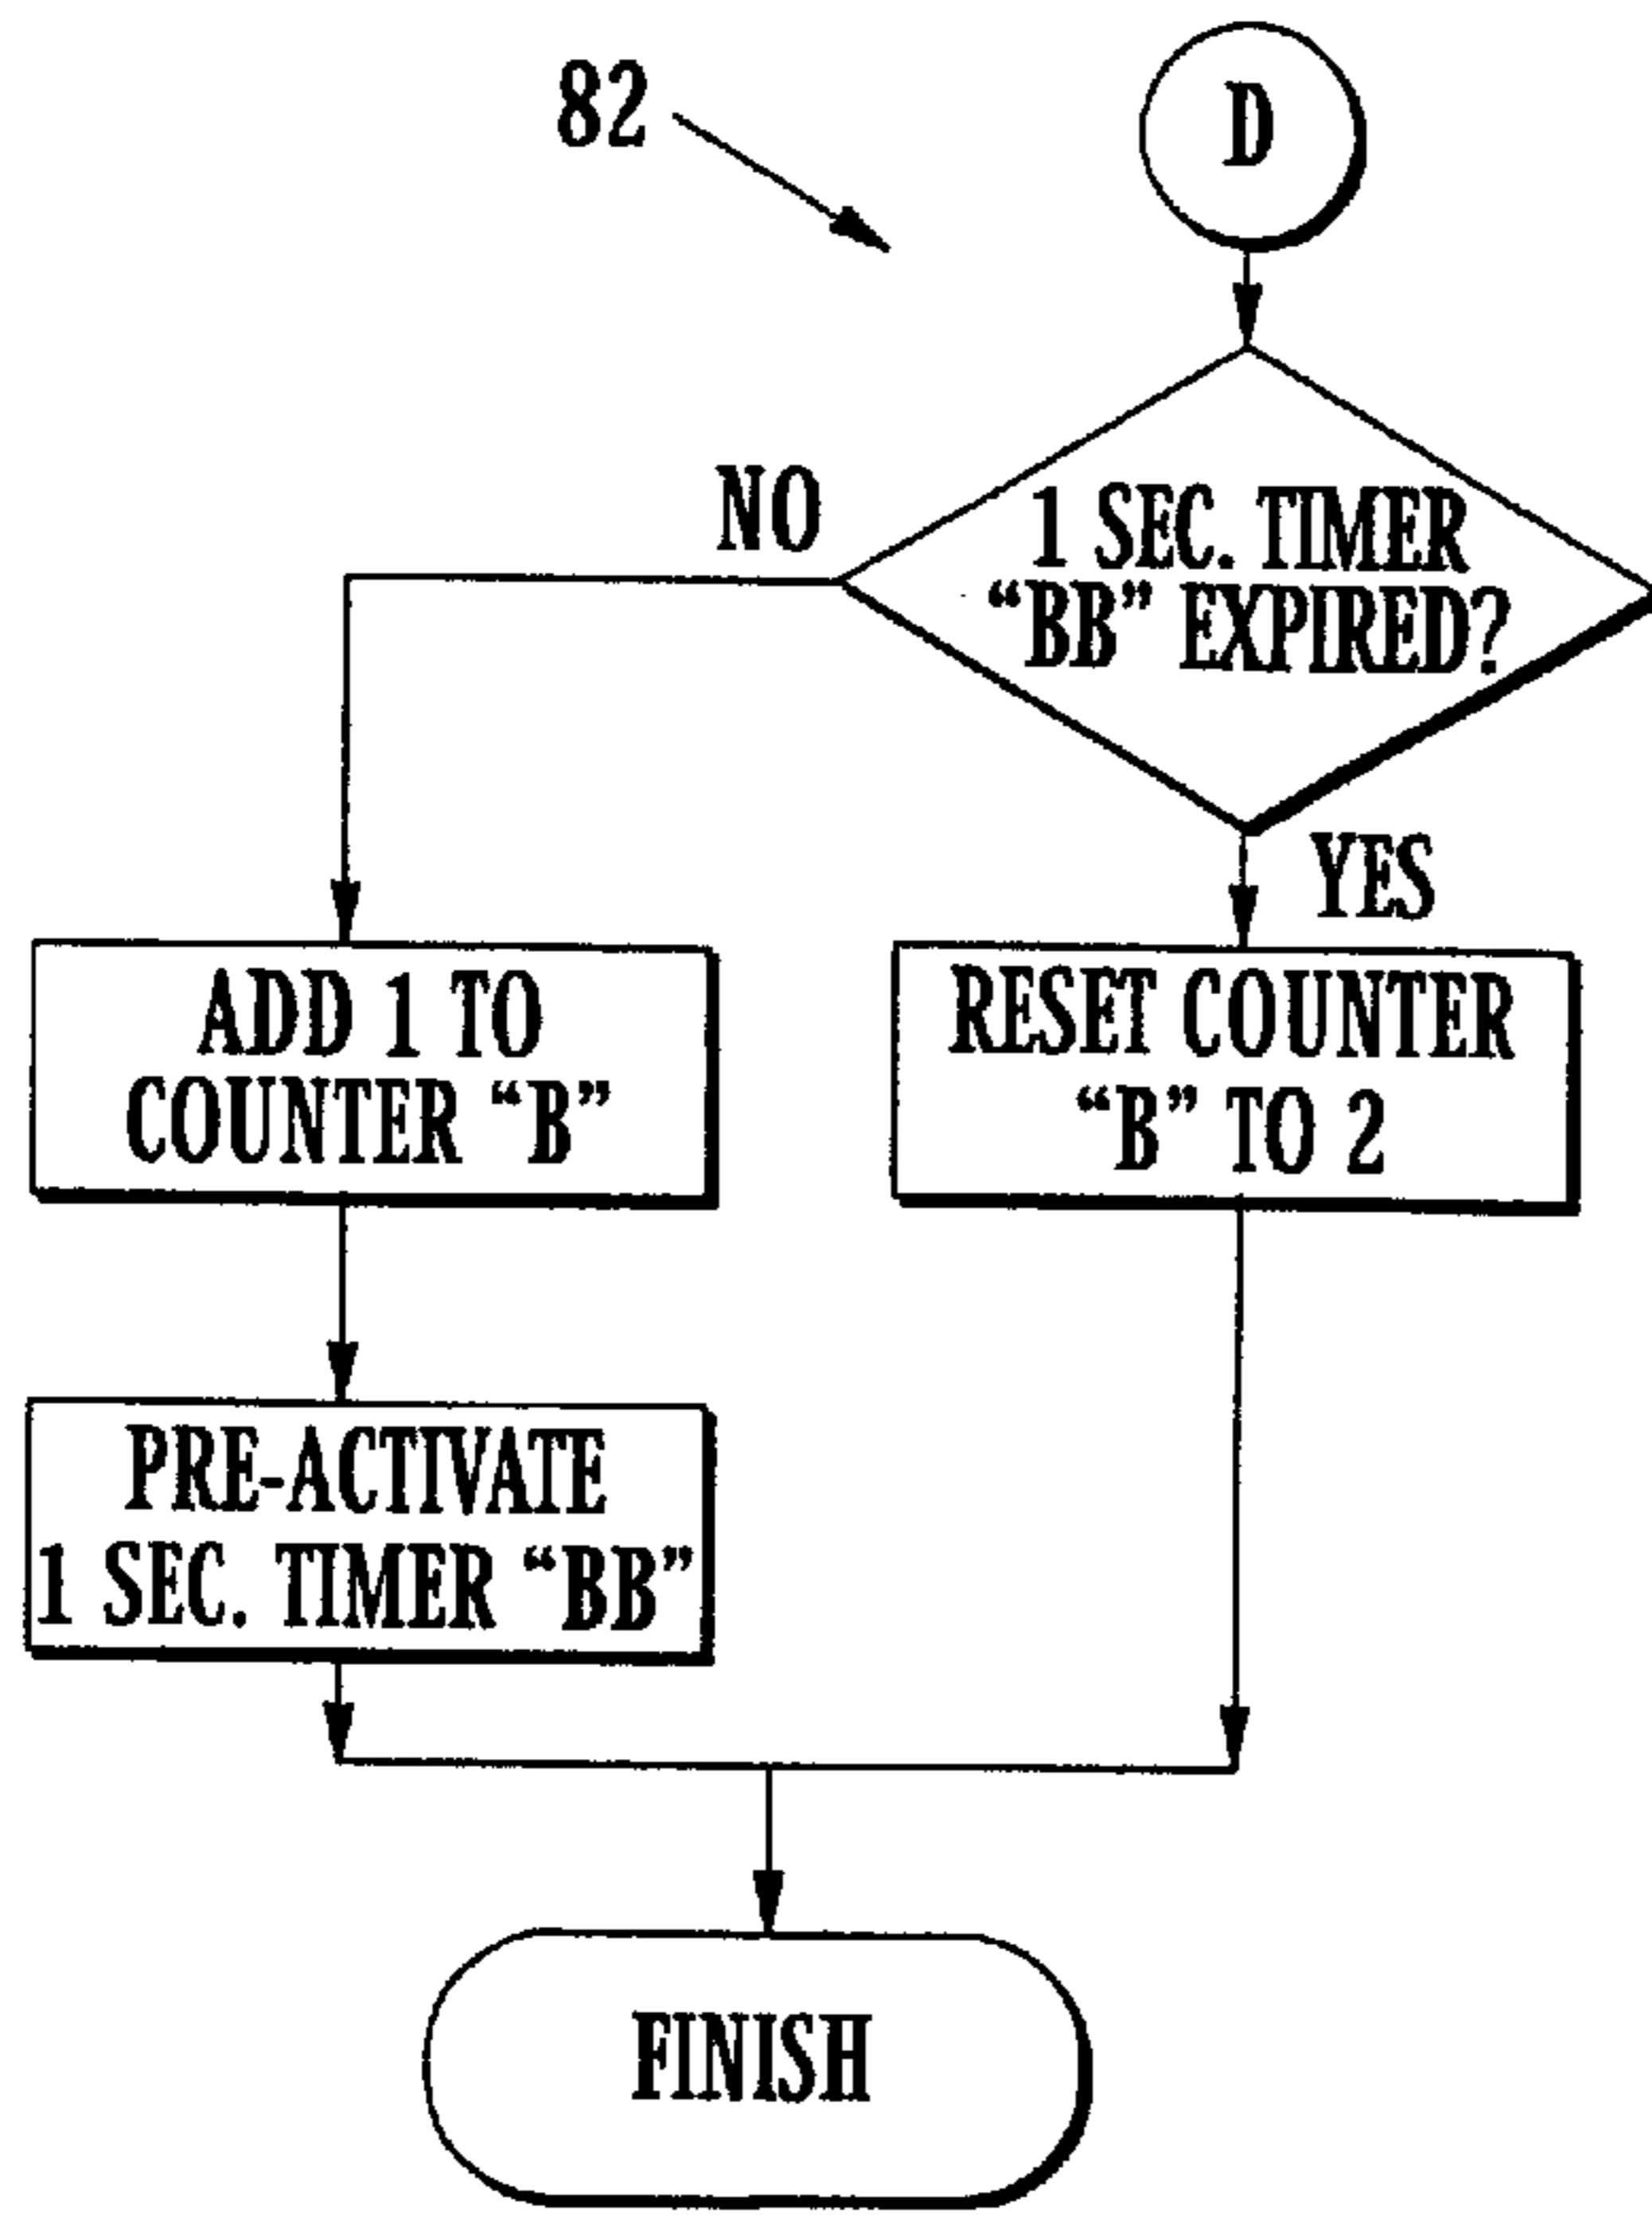 82
D
NO
1 SEC. TIMER
“BB” EXPIRED?
YES
ADD 1 TO
COUNTER “B”
RESET COUNTER
“B” TO 2
PRE-ACTIVATE
1 SEC. TIMER “BB”
FINISH